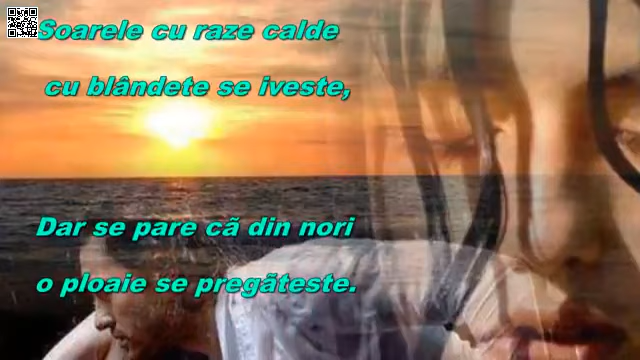 Soarele cu raze calde
cu blândete se iveste,
Dar se pare cã din nori
o ploaie se pregãteste.